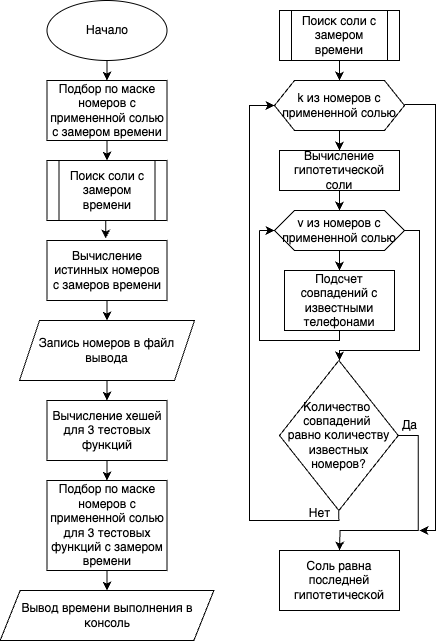 Начало
Подбор по маске
номеров с
примененной солью
с замером времени
Поиск соли с
замером
времени
Вычисление
истинных номеров
с замеров времени
Запись номеров в файл
вывода
Вычисление хешей
для 3 тестовых
функций
Подбор по маске
номеров с
примененной солью
для 3 тестовых
функций с замером
времени
Вывод времени выполнения в
консоль
Поиск соли с
замером
времени
k из номеров с
примененной солью
Вычисление
гипотетической
соли
v из номеров с
примененной солью
Подсчет
совпадений с
известными
телефонами
Количество
совпадений
равно количеству
известных
номеров?
Да
Нет
Соль равна
последней
гипотетической